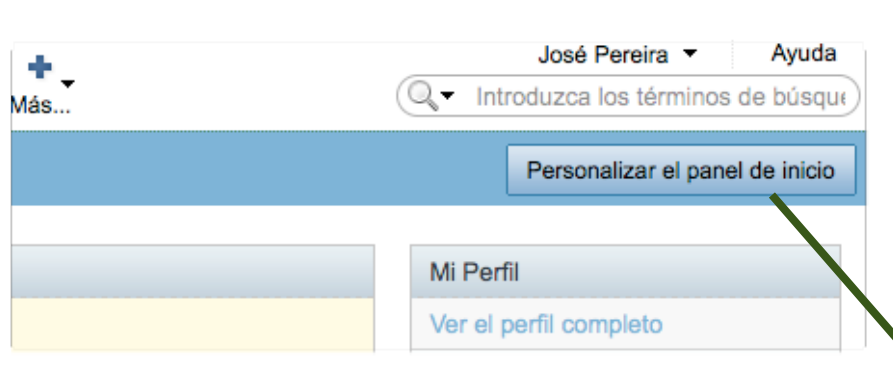 José Pereira Ayuda
Más...
Introduzca los términos de búsque
Personalizar el panel de inicio
Mi Perfil
Ver el perfil completo